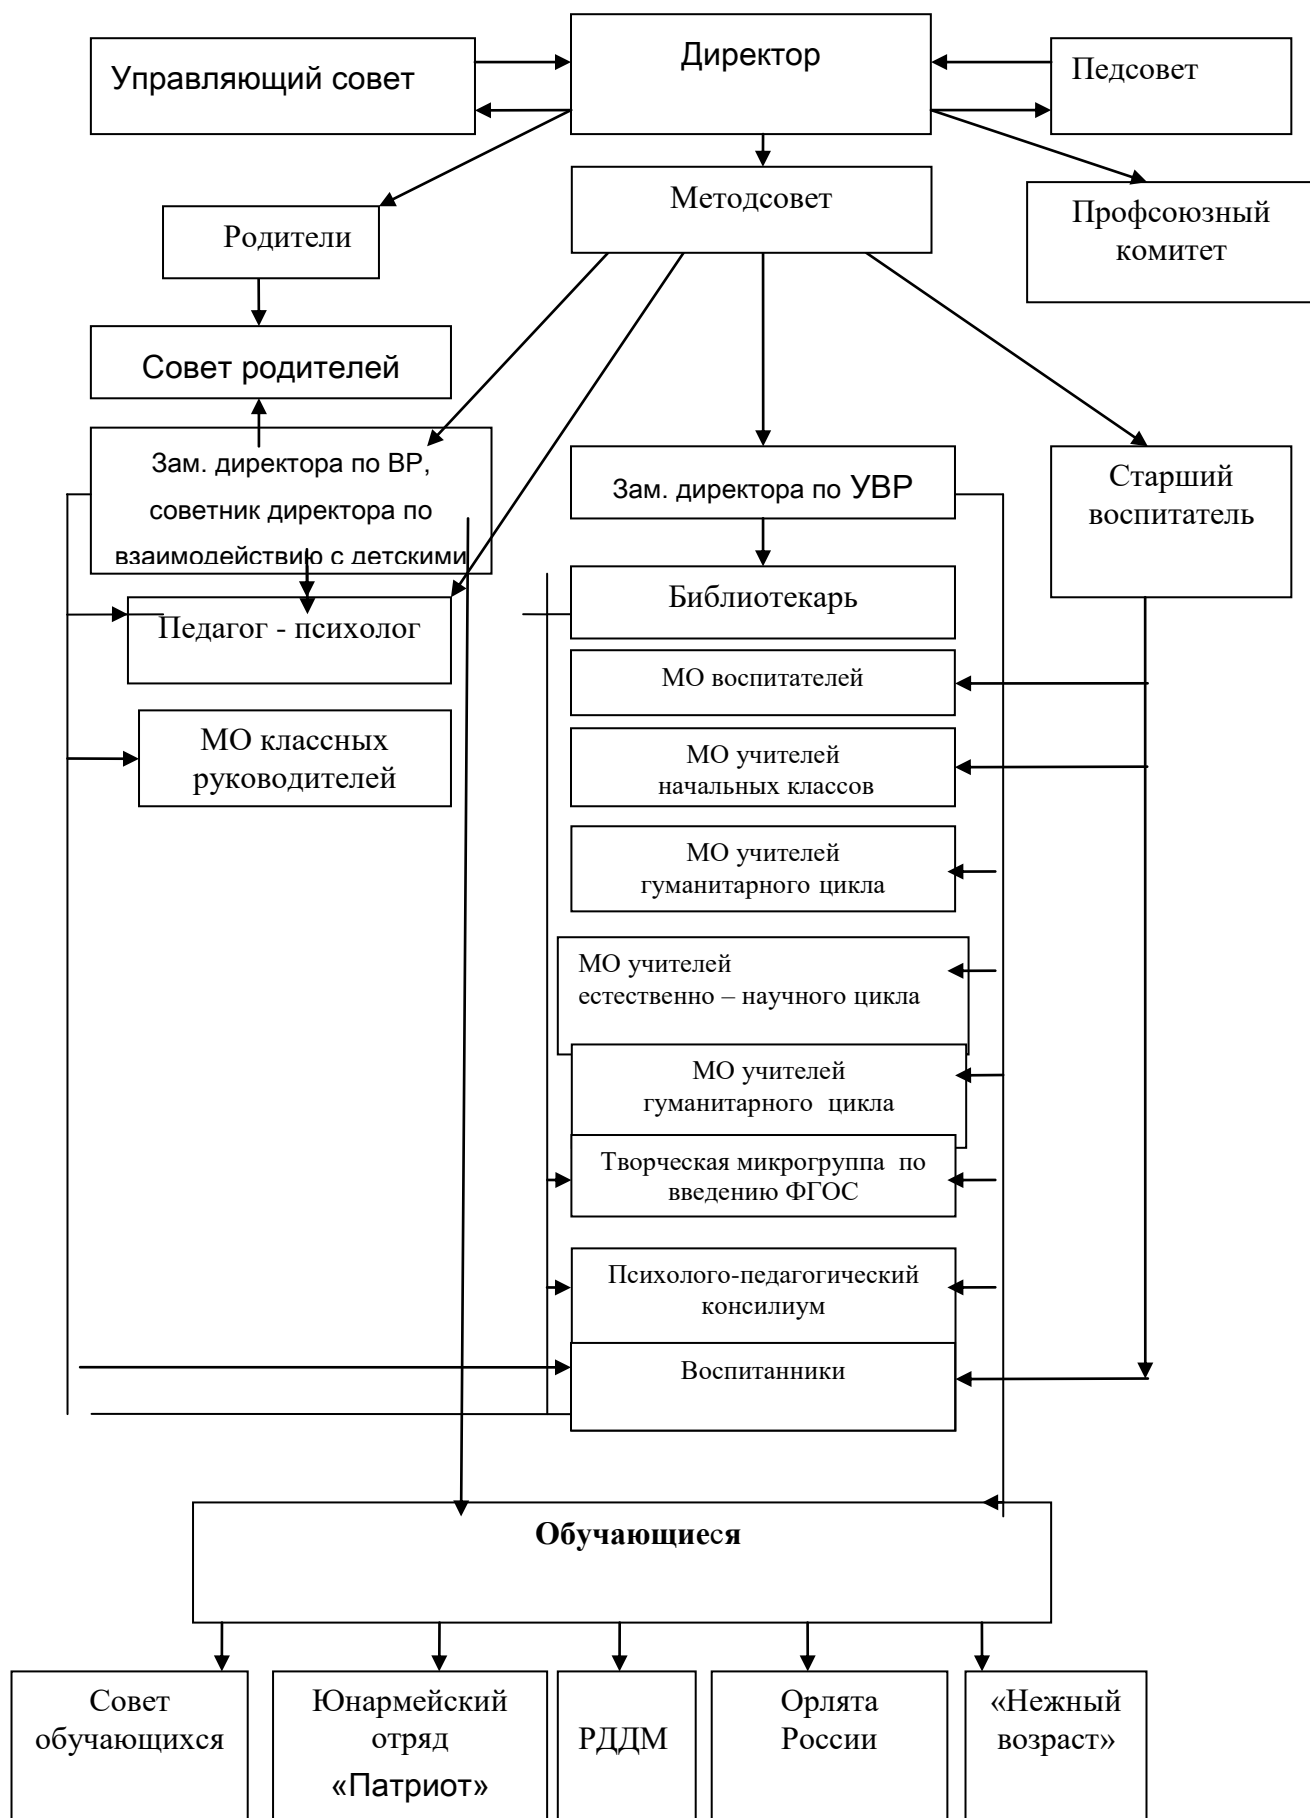 Директор
Управляющий совет
Педсовет
Методсовет
Профсоюзный
комитет
Родители
Совет родителей
Зам. директора по ВР,
советник директора по
взаимодействию с детскими
Зам. директора по УВР
Старший
воспитатель
Библиотекарь
Педагог - психолог
МО воспитателей
МО классных
руководителей
МО учителей
начальных классов
МО учителей
гуманитарного цикла
МО учителей
естественно – научного цикла
МО учителей
гуманитарного  цикла
Творческая микрогруппа  по
введению ФГОС
Психолого-педагогический
консилиум
Воспитанники
Обучающиеся
Совет
обучающихся
Юнармейский
отряд
«Патриот»
РДДМ
Орлята
России
«Нежный
возраст»